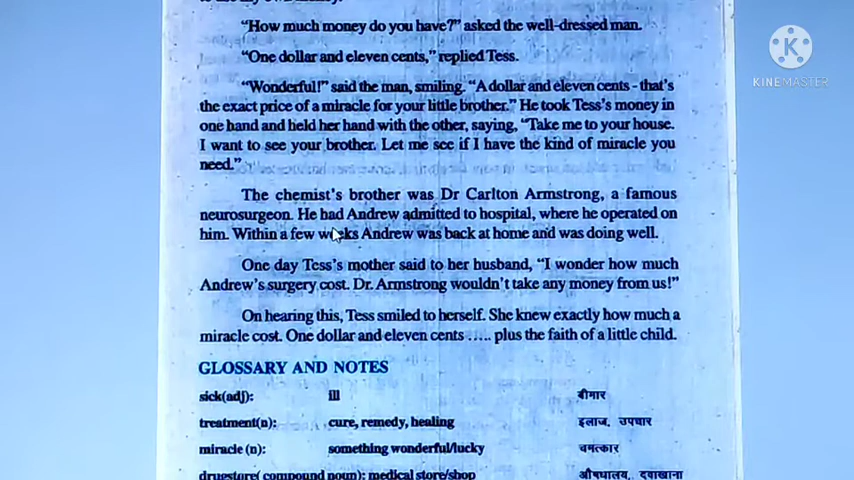 "How much money do you have?" asked the well-dressed man.
"One dollar and eleven cents," replied Tess.
"Wonderful!" said the man, smiling. "A dollar and eleven cents - that's
the exact price of a miracle for your little brother." He took Tess's money in
one hand and held her hand with the other, saying, "Take me to your house.
I want to see your brother. Let me see if I have the kind of miracle you
need."
The chemist's brother was Dr Carlton Armstrong, a famous
neurosurgeon. He had Andrew admitted to hospital, where he operated on
him. Within a few weeks Andrew was back at home and was doing well.
One day Tess's mother said to her husband, "I wonder how much
Andrew's surgery cost. Dr. Armstrong wouldn't take any money from us!"
On hearing this, Tess smiled to herself. She knew exactly how much a
miracle cost. One dollar and eleven cents ..... plus the faith of a little child.
GLOSSARY AND NOTES
sick(adj): ill बीमार
treatment(n): cure, remedy, healing इलाज, उपचार
miracle (n): something wonderful/lucky चमत्कार
drugstore( compound noun): medical store/shop औषधालय, दवाखाना
K
KINEMASTER